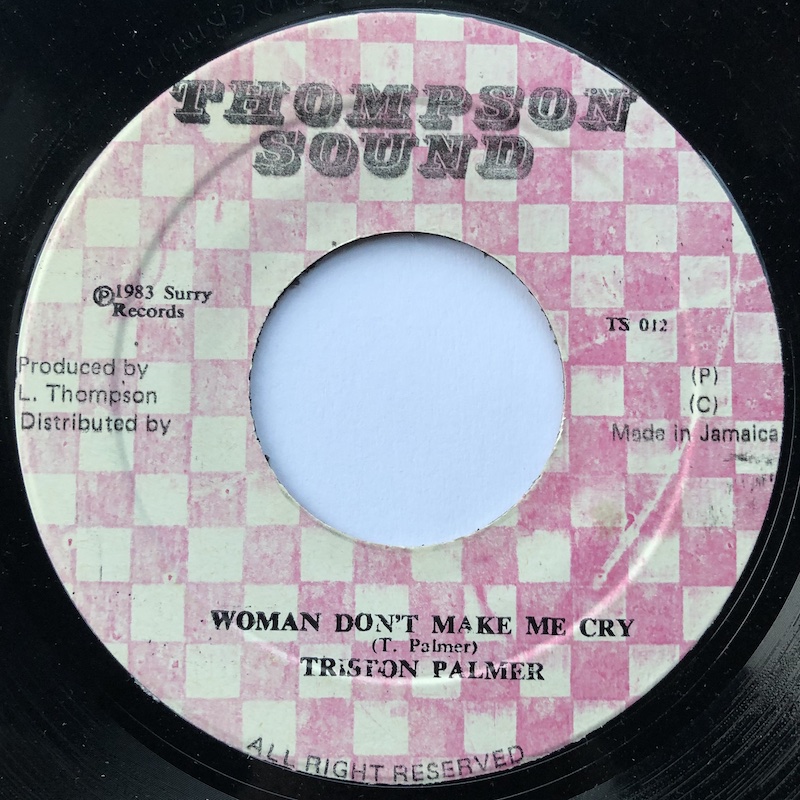 THOMPSON
SOUND
℗1983 Surry
Records
TS 012
Produced by
L. Thompson
Distributed by
(P)
(C)
Made in Jamaica
WOMAN DON'T MAKE ME CRY
(T. Palmer)
TRISTON PALMER
ALL RIGHT RESERVED